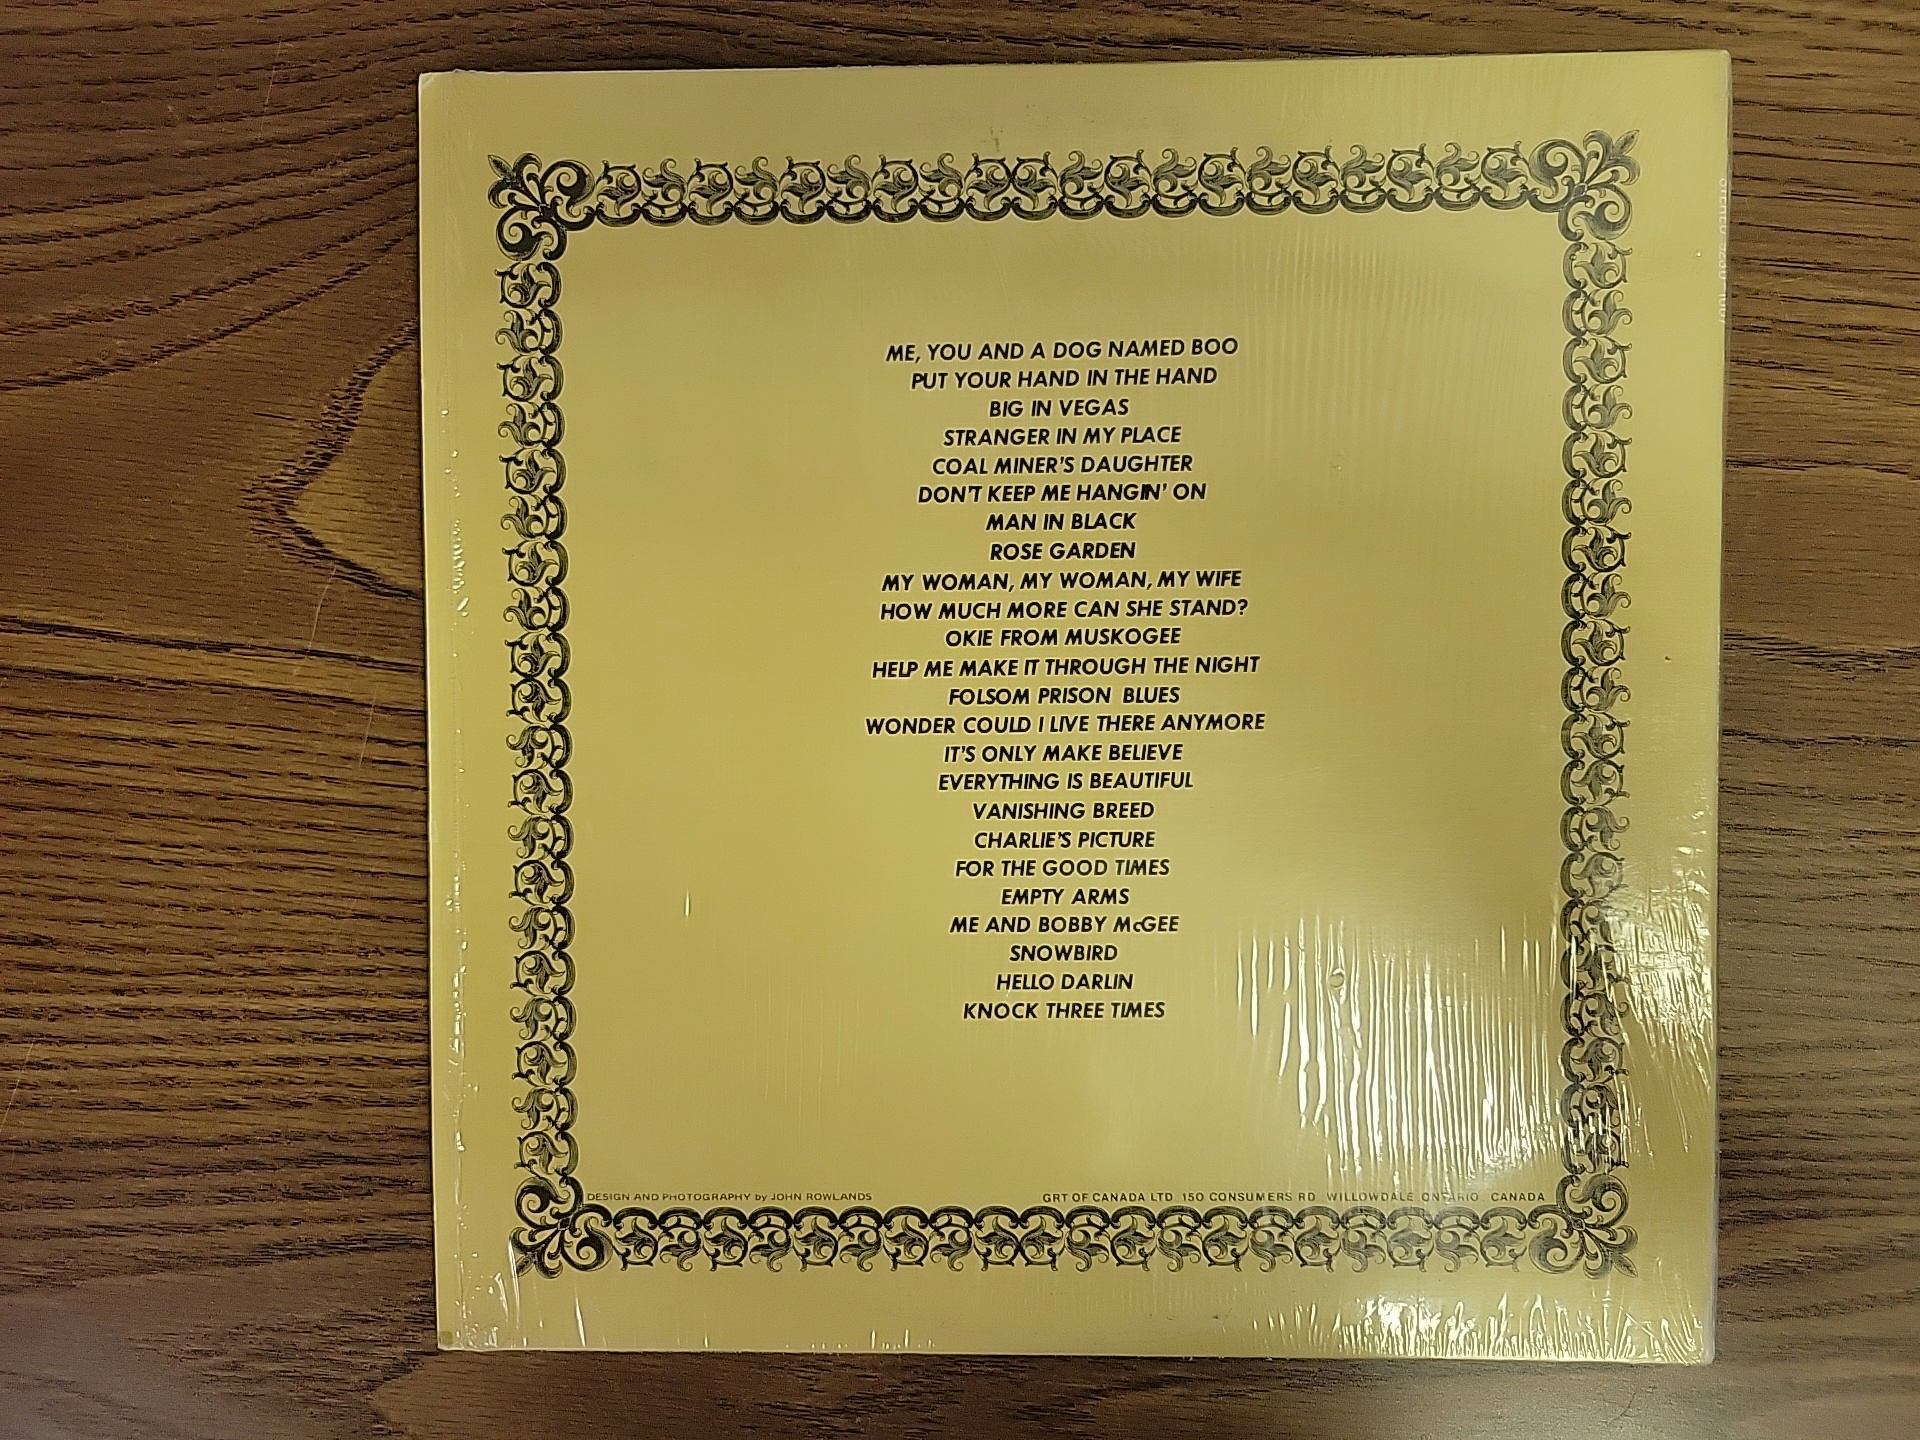 ME, YOU AND A DOG NAMED BOO
PUT YOUR HAND IN THE HAND
BIG IN VEGAS
STRANGER IN MY PLACE
COAL MINER'S DAUGHTER
DON'T KEEP ME HANGIN' ON
MAN IN BLACK
ROSE GARDEN
MY WOMAN, MY WOMAN, MY WIFE
HOW MUCH MORE CAN SHE STAND?
OKIE FROM MUSKOGEE
HELP ME MAKE IT THROUGH THE NIGHT
FOLSOM PRISON BLUES
WONDER COULD I LIVE THERE ANYMORE
IT'S ONLY MAKE BELIEVE
EVERYTHING IS BEAUTIFUL
VANISHING BREED
CHARLIE'S PICTURE
FOR THE GOOD TIMES
EMPTY ARMS
ME AND BOBBY McGEE
SNOWBIRD
HELLO DARLIN
KNOCK THREE TIMES
DESIGN AND PHOTOGRAPHY by JOHN ROWLANDS
GRT OF CANADA LTD 150 CONSUMERS RD WILLOWDALE ONTARIO CANADA